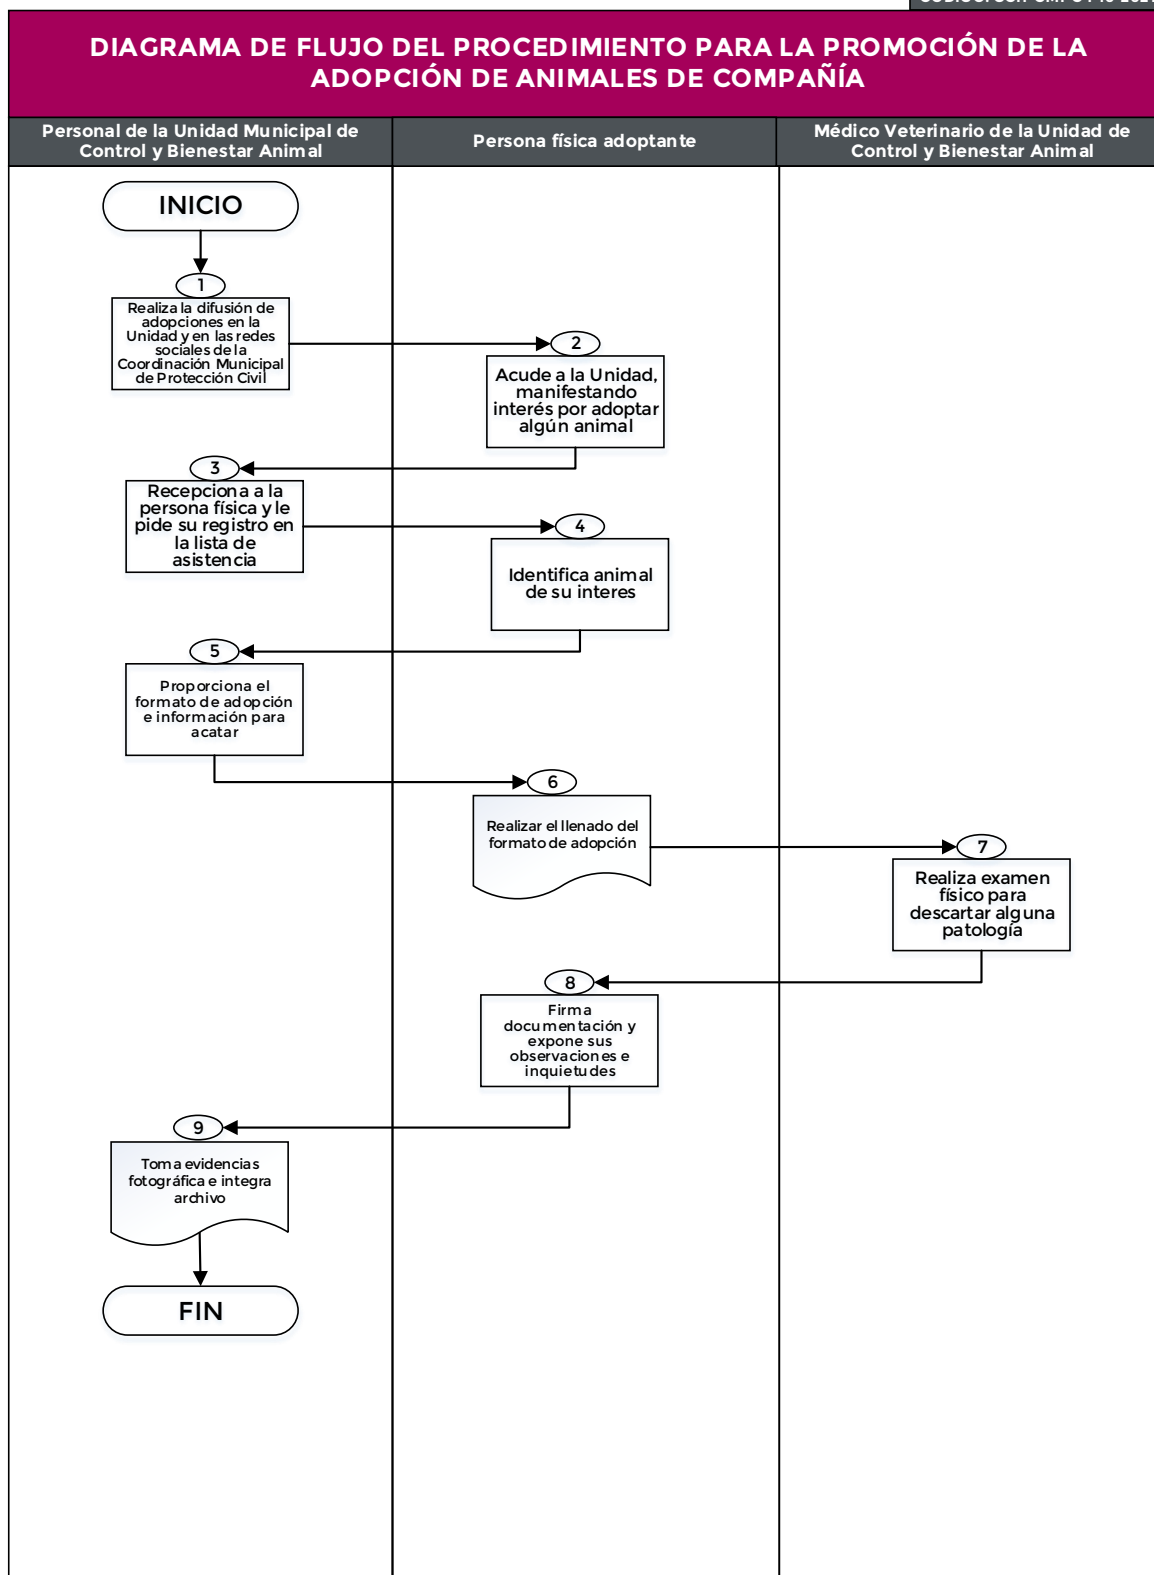 DIAGRAMA DE FLUJO DEL PROCEDIMIENTO PARA LA PROMOCIÓN DE LA
ADOPCIÓN DE ANIMALES DE COMPAÑÍA
Personal de la Unidad Municipal de
Control y Bienestar Animal
Persona física adoptante
Médico Veterinario de la Unidad de
Control y Bienestar Animal
INICIO
1
Realiza la difusión de
adopciones en la
Unidad y en las redes
sociales de la
Coordinación Municipal
de Protección Civil
2
Acude a la Unidad,
manifestando
interés por adoptar
algún animal
3
Recepciona a la
persona física y le
pide su registro en
la lista de
asistencia
4
Identifica animal
de su interes
5
Proporciona el
formato de adopción
e información para
acatar
6
Realizar el llenado del
formato de adopción
7
Realiza examen
físico para
descartar alguna
patología
8
Firma
documentación y
expone sus
observaciones e
inquietudes
9
Toma evidencias
fotográfica e integra
archivo
FIN